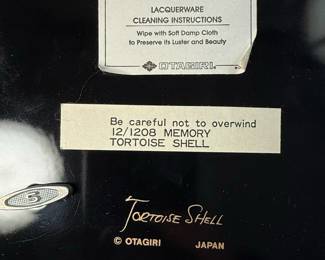 LACQUERWARE
CLEANING INSTRUCTIONS
Wipe with Soft Damp Cloth
to Preserve its Luster and Beauty
OTAGIRI
Be careful not to overwind
12/1208 MEMORY
TORTOISE SHELL
S
TORTOISE SHELL
© OTAGIRI JAPAN